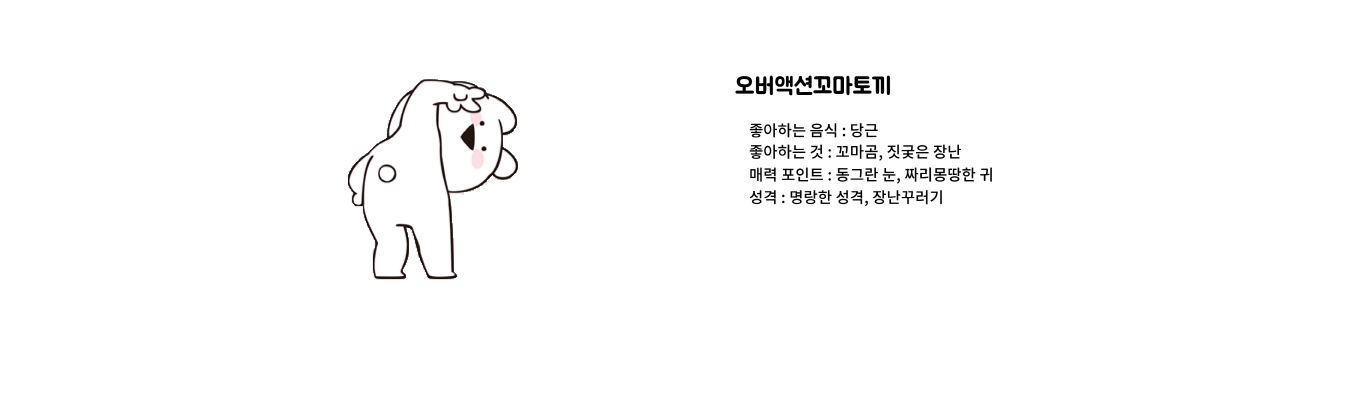 오버액션꼬마토끼
좋아하는 음식 : 당근
좋아하는 것 : 꼬마곰, 짓궂은 장난
매력 포인트 : 동그란 눈, 짜리몽땅한 귀
성격 : 명랑한 성격, 장난꾸러기